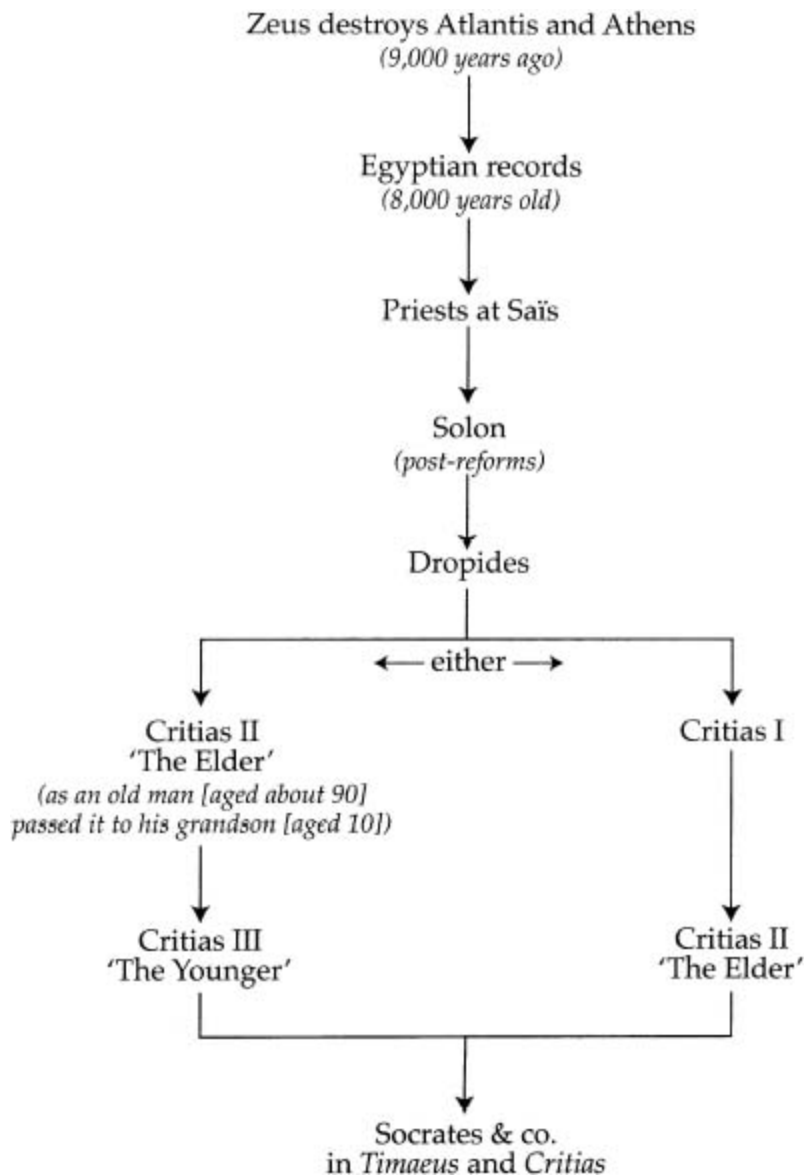 Zeus destroys Atlantis and Athens
(9,000 years ago)
Egyptian records
(8,000 years old)
Priests at Saïs
Solon
(post-reforms)
Dropides
either
Critias II
‘The Elder’
(as an old man [aged about 90]
passed it to his grandson [aged 10])
Critias I
Critias III
‘The Younger’
Critias II
‘The Elder’
Socrates & co.
in Timaeus and Critias